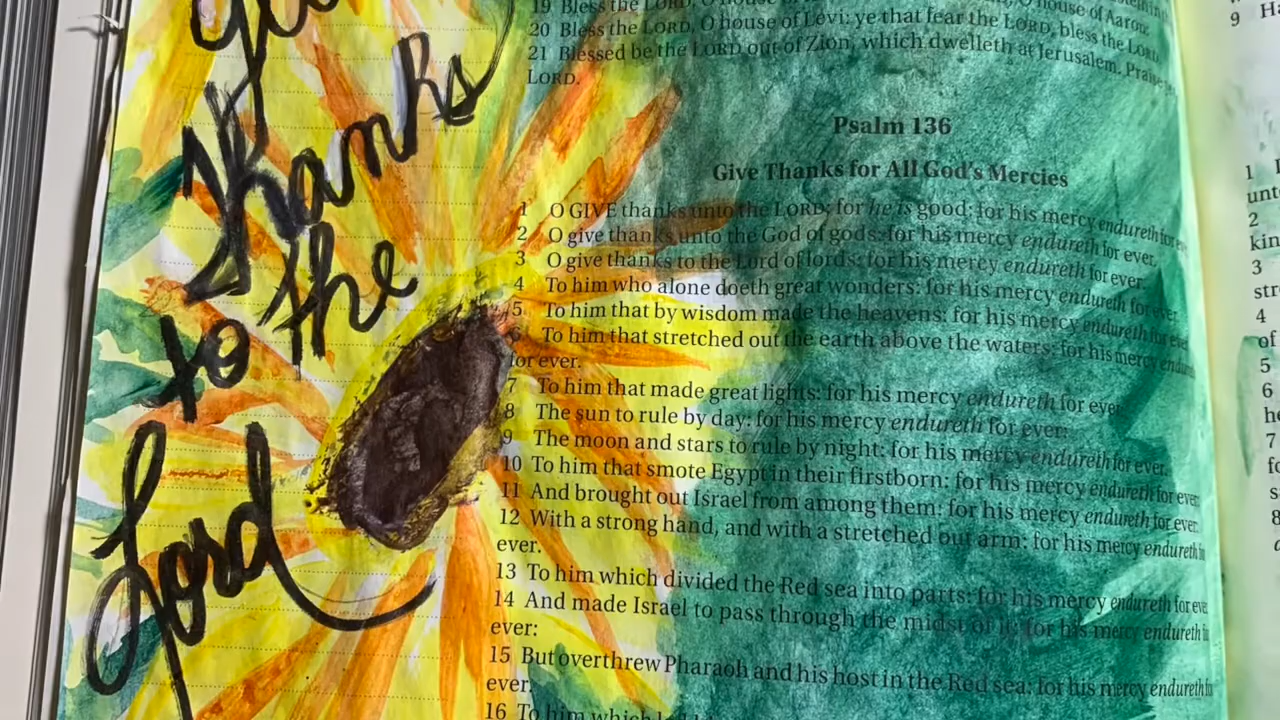 thanks
to the
Lord
19 Bless the LORD, O house of Aaron:
20 Bless the LORD, O house of Levi: ye that fear the LORD, bless the LORD
21 Blessed be the LORD out of Zion, which dwelleth at Jerusalem. Praise
LORD.
Psalm 136
Give Thanks for All God's Mercies
1 O GIVE thanks unto the LORD; for he is good: for his mercy endureth for
2 O give thanks unto the God of gods: for his mercy endureth for ever.
3 O give thanks to the Lord of lords: for his mercy endureth for ever.
4 To him who alone doeth great wonders: for his mercy endureth for ever.
5 To him that by wisdom made the heavens: for his mercy endureth for ever
6 To him that stretched out the earth above the waters: for his mercy
for ever.
7 To him that made great lights: for his mercy endureth for ever
8 The sun to rule by day: for his mercy endureth for ever:
9 The moon and stars to rule by night: for his mercy endureth for ever.
10 To him that smote Egypt in their firstborn: for his mercy endureth for ever
11 And brought out Israel from among them: for his mercy endureth for ever
12 With a strong hand, and with a stretched out arm: for his mercy endureth
ever.
13 To him which divided the Red sea into parts: for his mercy endureth for ever
14 And made Israel to pass through the midst of it: for his mercy endureth
ever:
15 But overthrew Pharaoh and his host in the Red sea: for his mercy endureth
ever.
16 To him which
9
1
2
3
4
of
5
6
7
8